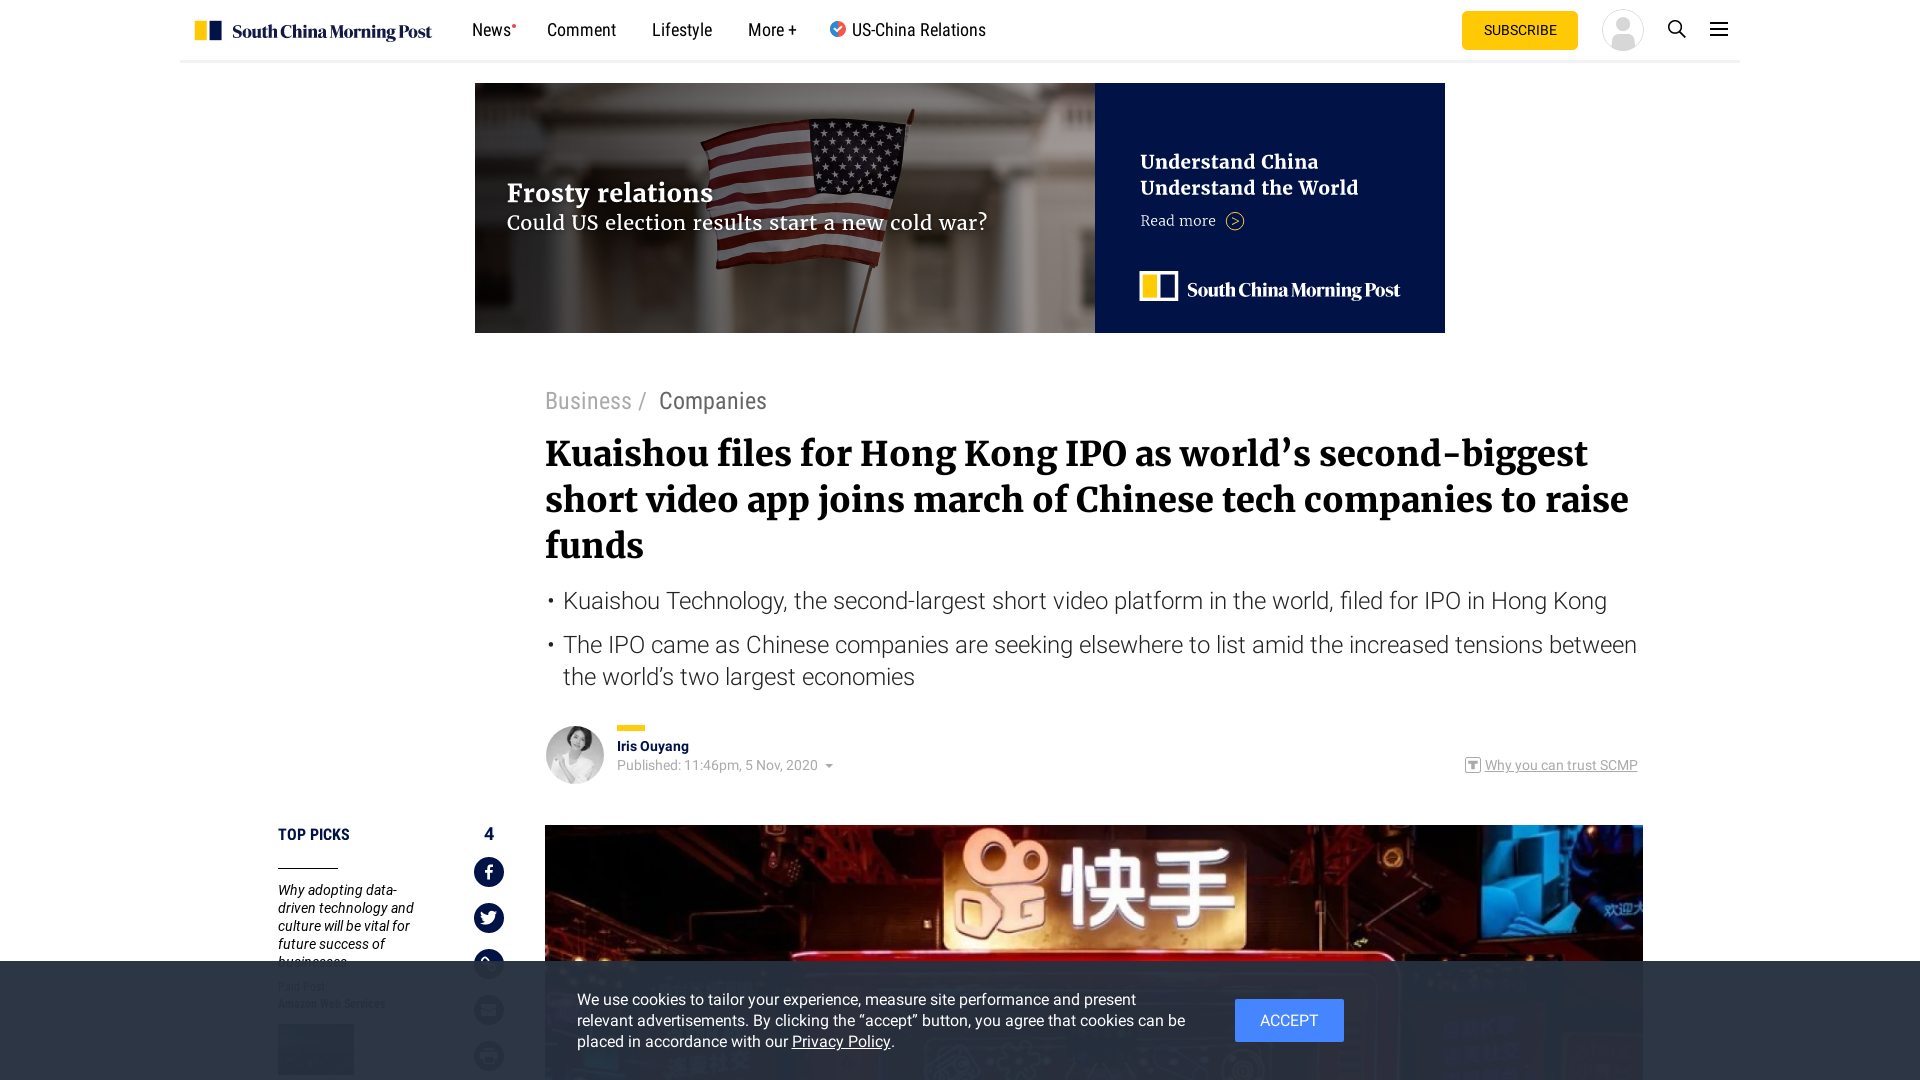 South China Morning Post
News
Comment
Lifestyle
More +
US-China Relations
SUBSCRIBE
Frosty relations
Could US election results start a new cold war?
Understand China
Understand the World
Read more >
South China Morning Post
Business / Companies
Kuaishou files for Hong Kong IPO as world’s second-biggest
short video app joins march of Chinese tech companies to raise
funds
• Kuaishou Technology, the second-largest short video platform in the world, filed for IPO in Hong Kong
• The IPO came as Chinese companies are seeking elsewhere to list amid the increased tensions between
the world’s two largest economies
Iris Ouyang
Published: 11:46pm, 5 Nov, 2020
Why you can trust SCMP
TOP PICKS
Why adopting data-
driven technology and
culture will be vital for
future success of
businesses
Paid Post
Amazon Web Services
4
快手
欢迎
We use cookies to tailor your experience, measure site performance and present
relevant advertisements. By clicking the “accept” button, you agree that cookies can be
placed in accordance with our Privacy Policy.
ACCEPT